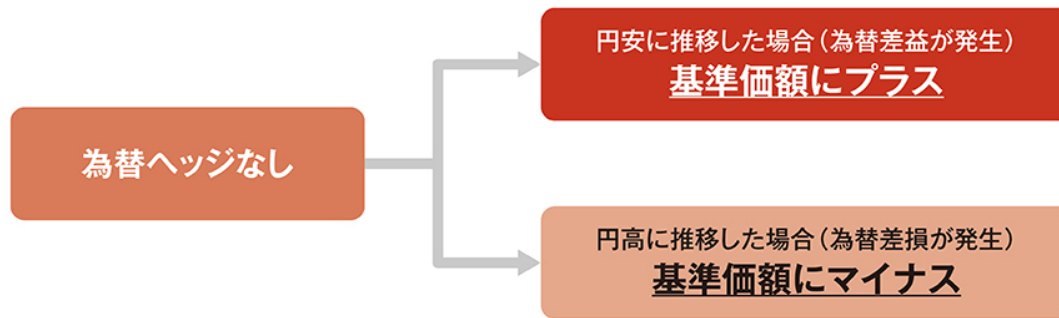 円安に推移した場合（為替差益が発生）
基準価額にプラス
為替ヘッジなし
円高に推移した場合（為替差損が発生）
基準価額にマイナス